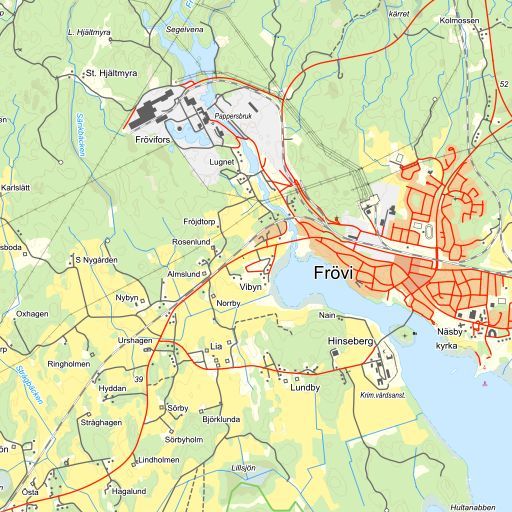 kärret
Kolmossen
L. Hjältmyra
Segelvena
St. Hjältmyra
52
Pappersbruk
Frövifors
Lugnet
Karlslätt
Fröjdtorp
Rosenlund
S Nygården
Almslund
Frövi
Nybyn
Vibyn
Norrby
Oxhagen
Nain
Näsby
kyrka
Urshagen
Lia
Hinseberg
Ringholmen
39
Hyddan
Lundby
Krim.vårdsanst.
Sörby
Stråghagen
Björklunda
Sörbyholm
Lindholmen
Lillsjön
Östa
Hagalund
Hultanabben